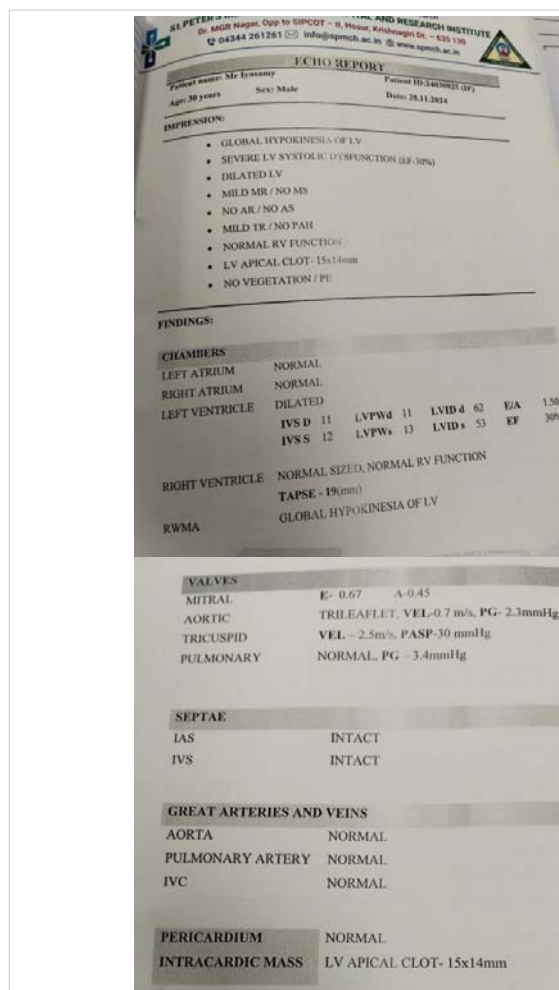 ST. PETER'S AL AND RESEARCH INSTITUTE
Dr. MGR Nagar, Opp to SIPCOT - II, Hosur, Krishnagiri Dt. - 635 130
04344 261261 info@spmch.ac.in www.spmch.ac.in
ECHO REPORT
Patient name: Mr Iyasamy Patient ID:24030925 (IF)
Age: 30 years Sex: Male Date: 28.11.2024
IMPRESSION:
• GLOBAL HYPOKINESIA OF LV
• SEVERE LV SYSTOLIC DYSFUNCTION (EF-30%)
• DILATED LV
• MILD MR / NO MS
• NO AR / NO AS
• MILD TR / NO PAH
• NORMAL RV FUNCTION
• LV APICAL CLOT- 15x14mm
• NO VEGETATION / PE
FINDINGS:
CHAMBERS
LEFT ATRIUM NORMAL
RIGHT ATRIUM NORMAL
LEFT VENTRICLE DILATED
IVS D 11 LVPWd 11 LVID d 62 E/A 1.50
IVS S 12 LVPWs 13 LVID s 53 EF 30%
RIGHT VENTRICLE NORMAL SIZED, NORMAL RV FUNCTION
TAPSE - 19(mm)
RWMA GLOBAL HYPOKINESIA OF LV
VALVES
MITRAL E- 0.67 A-0.45
AORTIC TRILEAFLET, VEL-0.7 m/s, PG- 2.3mmHg
TRICUSPID VEL – 2.5m/s, PASP-30 mmHg
PULMONARY NORMAL, PG – 3.4mmHg
SEPTAE
IAS INTACT
IVS INTACT
GREAT ARTERIES AND VEINS
AORTA NORMAL
PULMONARY ARTERY NORMAL
IVC NORMAL
PERICARDIUM NORMAL
INTRACARDIC MASS LV APICAL CLOT- 15x14mm